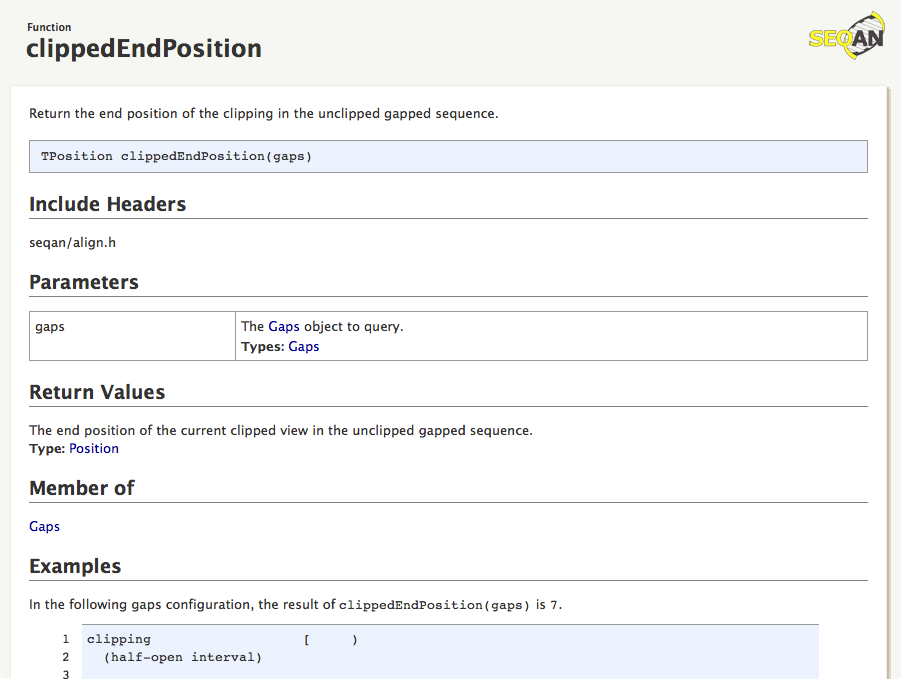 Function
clippedEndPosition
SEQAN
Return the end position of the clipping in the unclipped gapped sequence.
TPosition clippedEndPosition(gaps)
Include Headers
seqan/align.h
Parameters
gaps
The Gaps object to query.
Types: Gaps
Return Values
The end position of the current clipped view in the unclipped gapped sequence.
Type: Position
Member of
Gaps
Examples
In the following gaps configuration, the result of clippedEndPosition(gaps) is 7.
1 clipping                   [     )
2   (half-open interval)
3